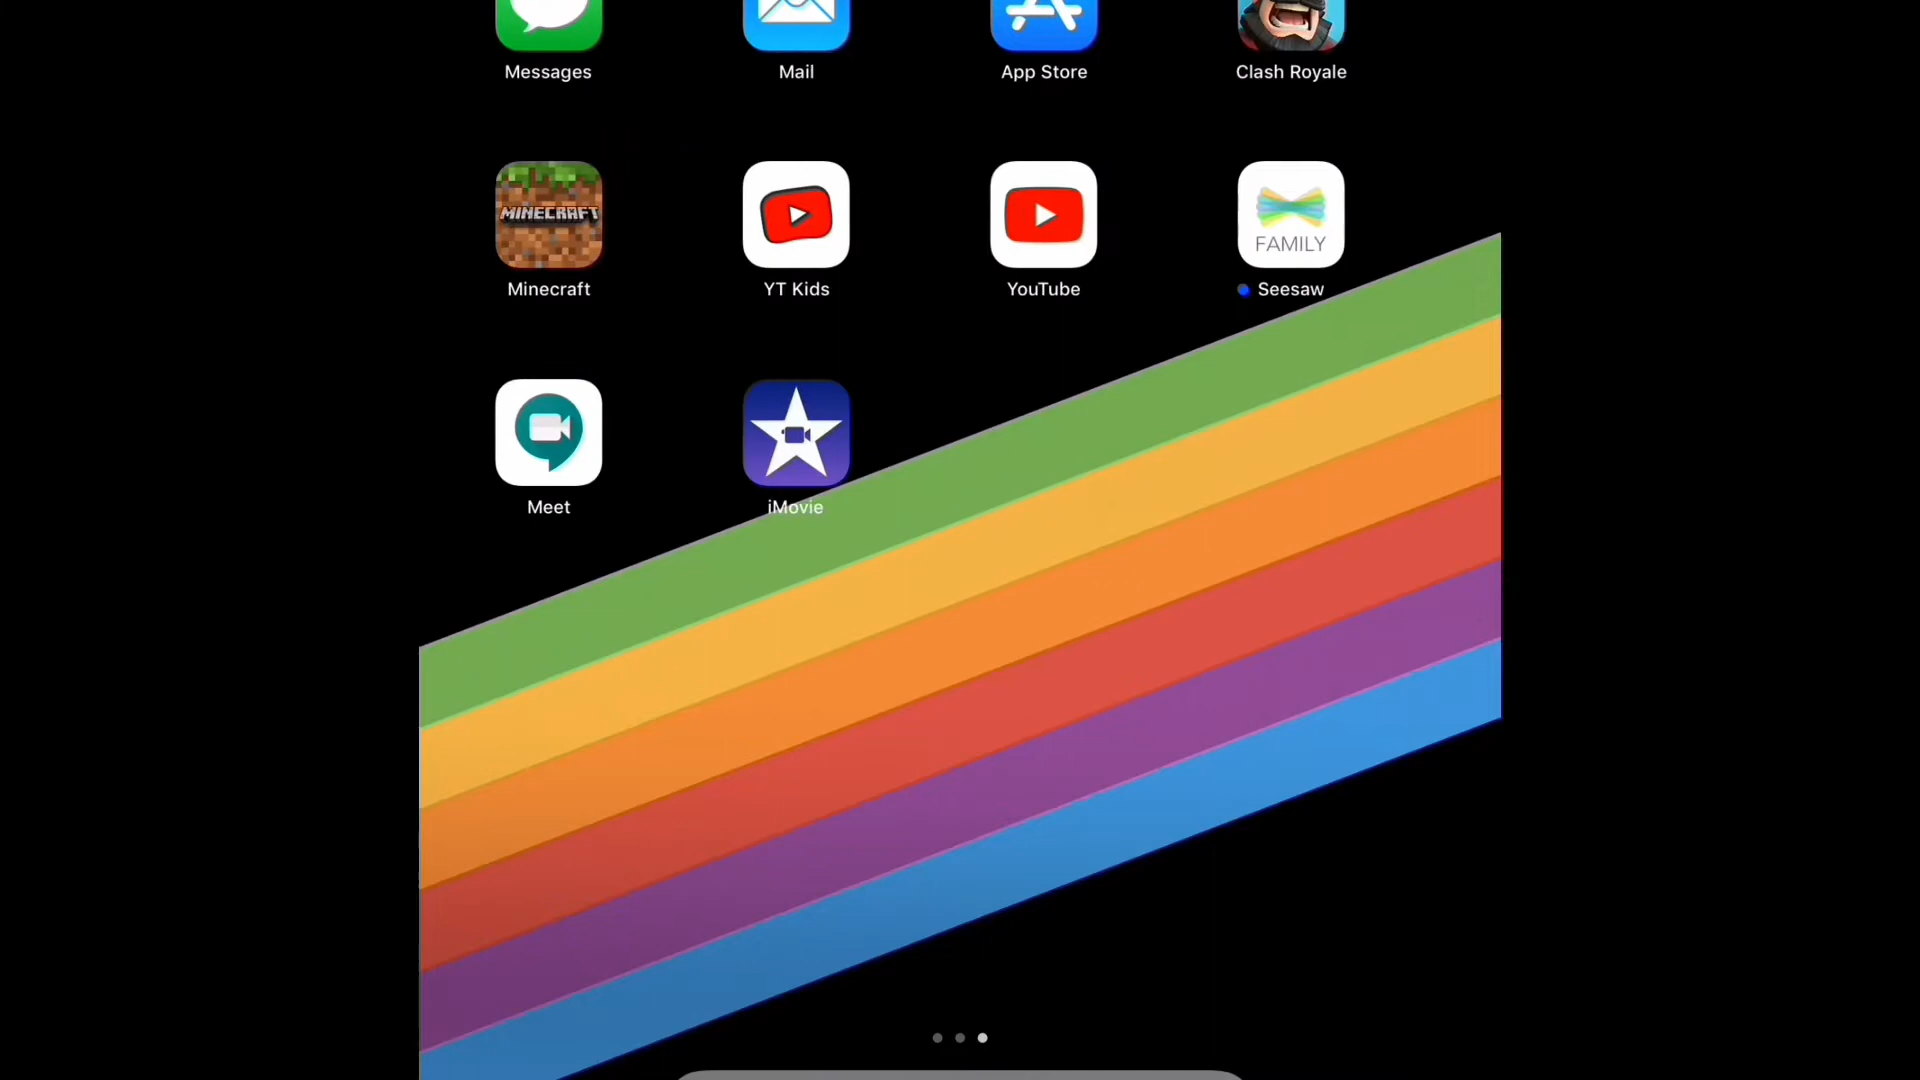 Messages
Mail
App Store
Clash Royale
MINECRAFT
FAMILY
Minecraft
YT Kids
YouTube
Seesaw
Meet
iMovie